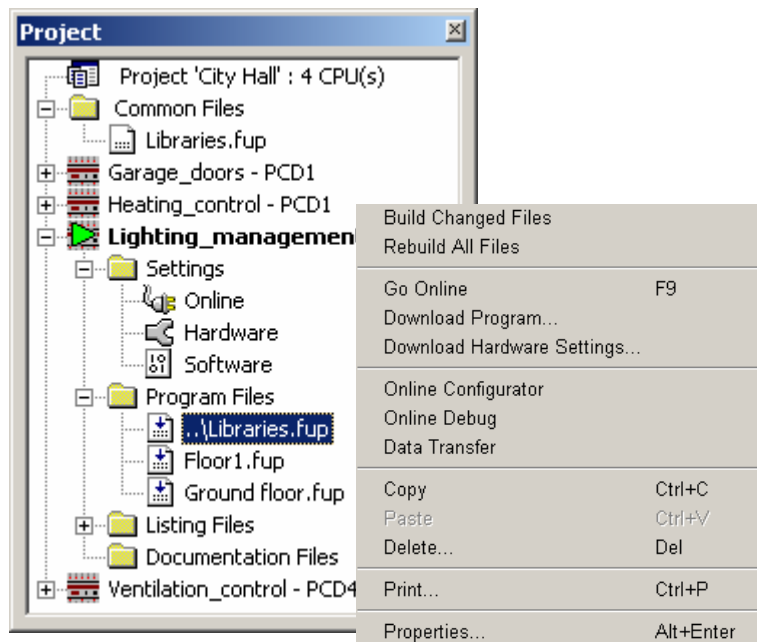 Project
Project 'City Hall' : 4 CPU(s)
Common Files
Libraries.fup
Garage_doors - PCD1
Heating_control - PCD1
Lighting_managemen
Settings
Online
Hardware
Software
Program Files
..\Libraries.fup
Floor1.fup
Ground floor.fup
Listing Files
Documentation Files
Ventilation_control - PCD4
Build Changed Files
Rebuild All Files
Go Online F9
Download Program...
Download Hardware Settings...
Online Configurator
Online Debug
Data Transfer
Copy Ctrl+C
Paste Ctrl+V
Delete... Del
Print... Ctrl+P
Properties... Alt+Enter